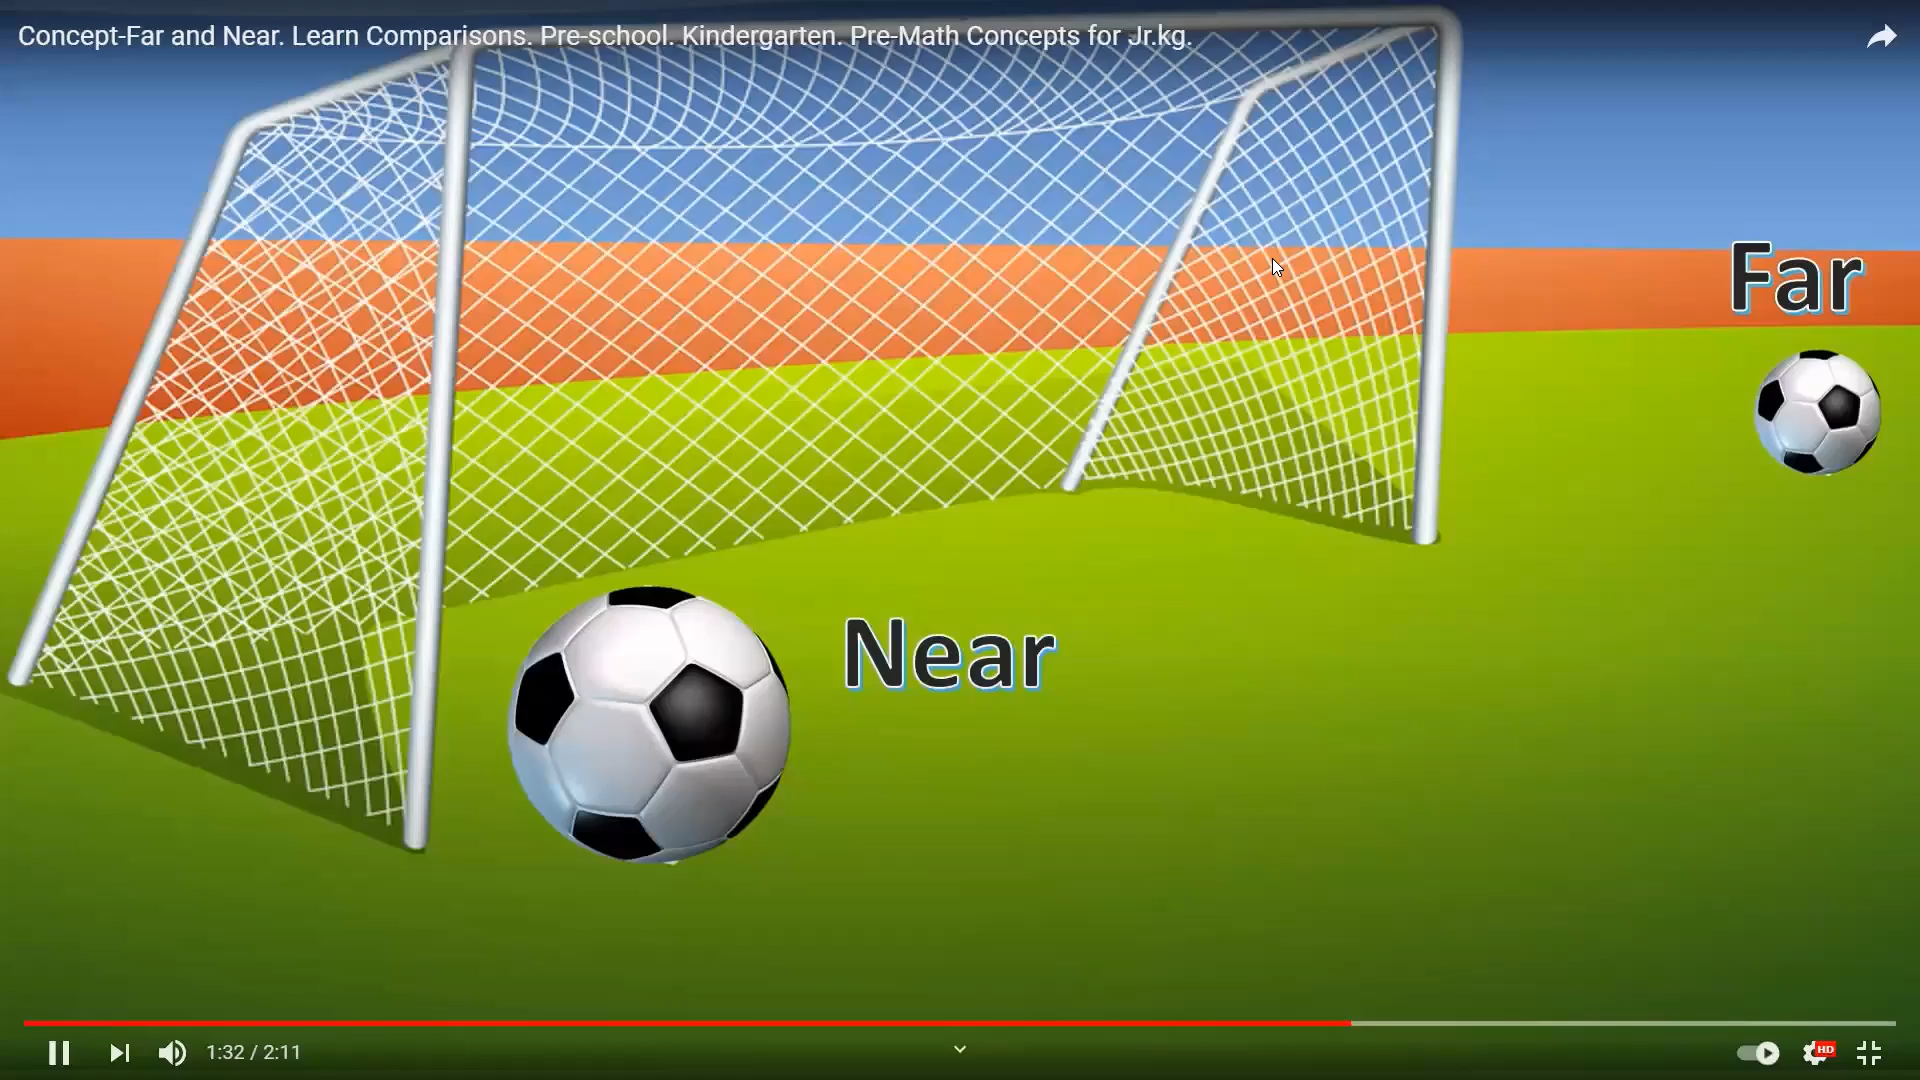 Concept-Far and Near. Learn Comparisons. Pre-school. Kindergarten. Pre-Math Concepts for Jr.kg.
Far
Near
1:32 / 2:11
HD